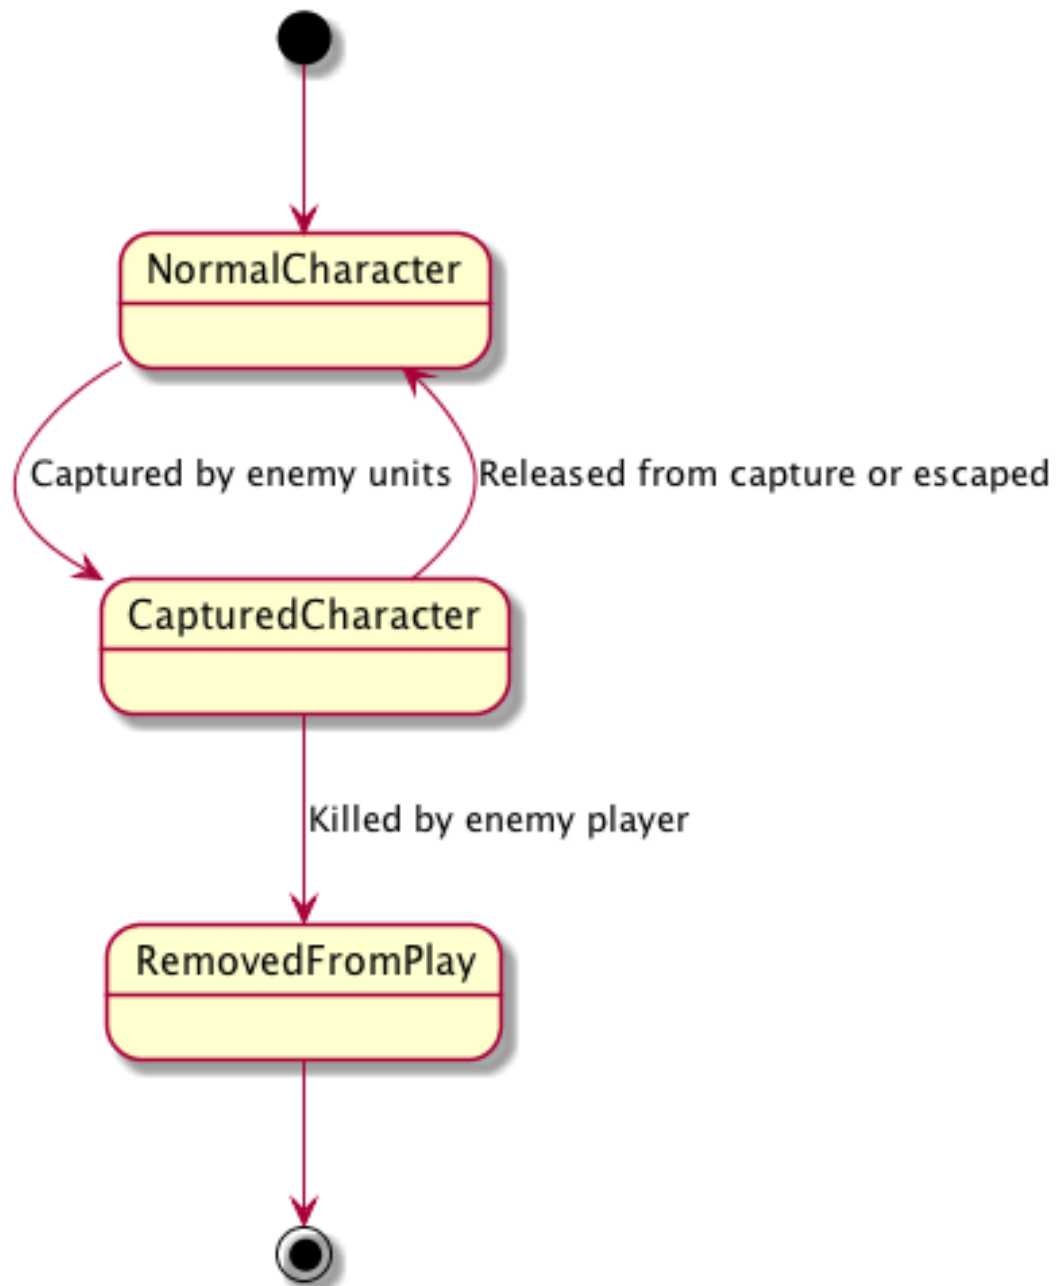 NormalCharacter
Captured by enemy units
Released from capture or escaped
CapturedCharacter
Killed by enemy player
RemovedFromPlay